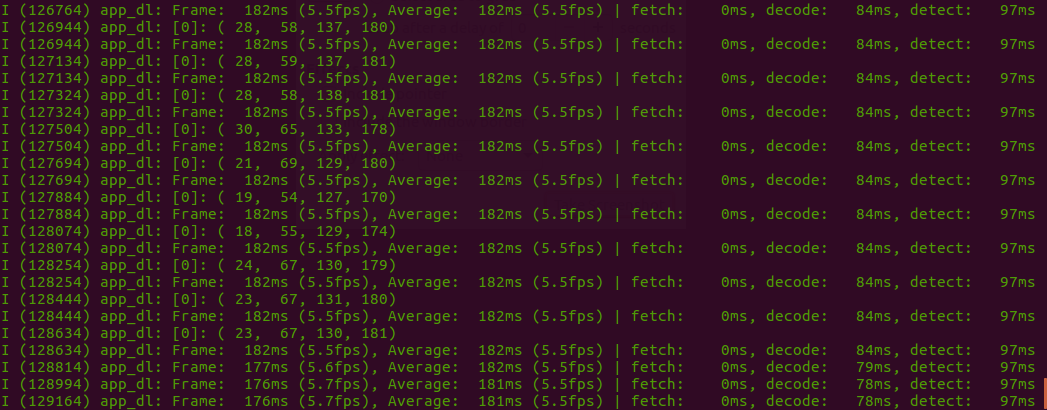 I (126764) app_dl: Frame:  182ms (5.5fps), Average:  182ms (5.5fps) | fetch:    0ms, decode:   84ms, detect:   97ms
I (126944) app_dl: [0]: ( 28,  58, 137, 180)
I (126944) app_dl: Frame:  182ms (5.5fps), Average:  182ms (5.5fps) | fetch:    0ms, decode:   84ms, detect:   97ms
I (127134) app_dl: [0]: ( 28,  59, 137, 181)
I (127134) app_dl: Frame:  182ms (5.5fps), Average:  182ms (5.5fps) | fetch:    0ms, decode:   84ms, detect:   97ms
I (127324) app_dl: [0]: ( 28,  58, 138, 181)
I (127324) app_dl: Frame:  182ms (5.5fps), Average:  182ms (5.5fps) | fetch:    0ms, decode:   84ms, detect:   97ms
I (127504) app_dl: [0]: ( 30,  65, 133, 178)
I (127504) app_dl: Frame:  182ms (5.5fps), Average:  182ms (5.5fps) | fetch:    0ms, decode:   84ms, detect:   97ms
I (127694) app_dl: [0]: ( 21,  69, 129, 180)
I (127694) app_dl: Frame:  182ms (5.5fps), Average:  182ms (5.5fps) | fetch:    0ms, decode:   84ms, detect:   97ms
I (127884) app_dl: [0]: ( 19,  54, 127, 170)
I (127884) app_dl: Frame:  182ms (5.5fps), Average:  182ms (5.5fps) | fetch:    0ms, decode:   84ms, detect:   97ms
I (128074) app_dl: [0]: ( 18,  55, 129, 174)
I (128074) app_dl: Frame:  182ms (5.5fps), Average:  182ms (5.5fps) | fetch:    0ms, decode:   84ms, detect:   97ms
I (128254) app_dl: [0]: ( 24,  67, 130, 179)
I (128254) app_dl: Frame:  182ms (5.5fps), Average:  182ms (5.5fps) | fetch:    0ms, decode:   84ms, detect:   97ms
I (128444) app_dl: [0]: ( 23,  67, 131, 180)
I (128444) app_dl: Frame:  182ms (5.5fps), Average:  182ms (5.5fps) | fetch:    0ms, decode:   84ms, detect:   97ms
I (128634) app_dl: [0]: ( 23,  67, 130, 181)
I (128634) app_dl: Frame:  182ms (5.5fps), Average:  182ms (5.5fps) | fetch:    0ms, decode:   84ms, detect:   97ms
I (128814) app_dl: Frame:  177ms (5.6fps), Average:  182ms (5.5fps) | fetch:    0ms, decode:   79ms, detect:   97ms
I (128994) app_dl: Frame:  176ms (5.7fps), Average:  181ms (5.5fps) | fetch:    0ms, decode:   78ms, detect:   97ms
I (129164) app_dl: Frame:  176ms (5.7fps), Average:  181ms (5.5fps) | fetch:    0ms, decode:   78ms, detect:   97ms